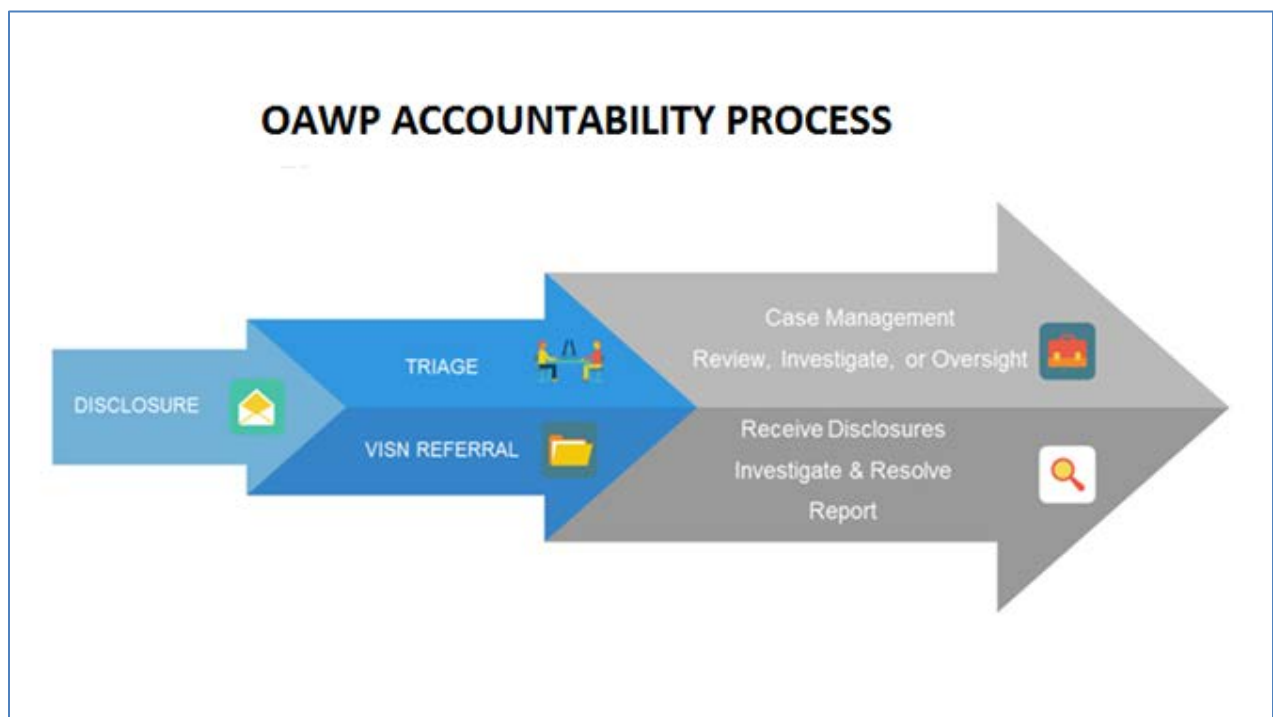 OAWP ACCOUNTABILITY PROCESS
DISCLOSURE
TRIAGE
VISN REFERRAL
Case Management
Review, Investigate, or Oversight
Receive Disclosures
Investigate & Resolve
Report